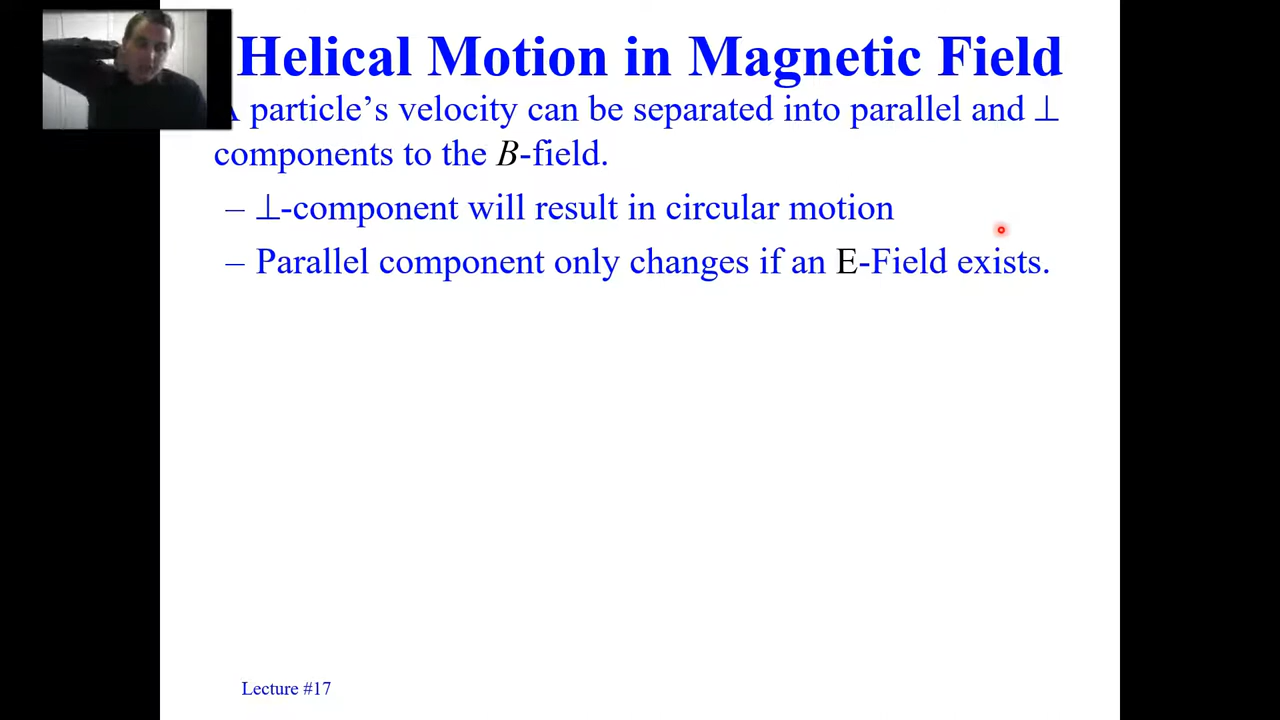 Helical Motion in Magnetic Field
A particle’s velocity can be separated into parallel and ⊥
components to the B-field.
– ⊥-component will result in circular motion
– Parallel component only changes if an E-Field exists.
Lecture #17